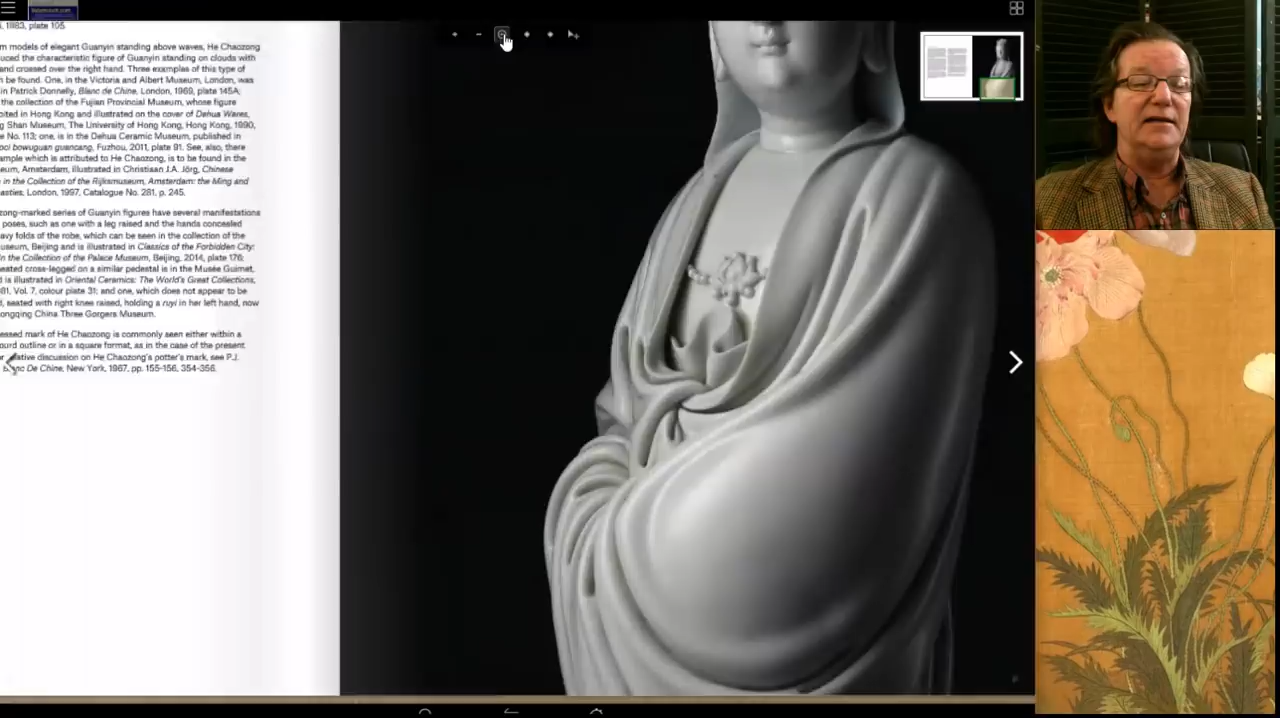 , 1983, plate 105
m models of elegant Guanyin standing above waves, He Chaozong
uced the characteristic figure of Guanyin standing on clouds with
and crossed over the right hand. Three examples of this type of
n be found. One, in the Victoria and Albert Museum, London, was
in Patrick Donnelly, Blanc de Chine, London, 1969, plate 145A;
the collection of the Fujian Provincial Museum, whose figure
bited in Hong Kong and illustrated on the cover of Dehua Wares,
g Shan Museum, The University of Hong Kong, Hong Kong, 1990,
e No. 113; one, is in the Dehua Ceramic Museum, published in
bowuguan guancang, Fuzhou, 2011, plate 91. See, also, there
ample which is attributed to He Chaozong, is to be found in the
eum, Amsterdam, illustrated in Christiaan J.A. Jörg, Chinese
in the Collection of the Rijksmuseum, Amsterdam: the Ming and
asties, London, 1997, Catalogue No. 281, p. 245.
zong-marked series of Guanyin figures have several manifestations
poses, such as one with a leg raised and the hands concealed
avy folds of the robe, which can be seen in the collection of the
useum, Beijing and is illustrated in Classics of the Forbidden City:
in the Collection of the Palace Museum, Beijing, 2014, plate 176;
eated cross-legged on a similar pedestal is in the Musée Guimet,
d is illustrated in Oriental Ceramics: The World's Great Collections,
81, Vol. 7, colour plate 31; and one, which does not appear to be
d, seated with right knee raised, holding a ruyi in her left hand, now
ongqing China Three Gorgers Museum.
essed mark of He Chaozong is commonly seen either within a
ourd outline or in a square format, as in the case of the present
discussion on He Chaozong's potter's mark, see P.J.
Blanc De Chine, New York, 1967, pp. 155-156, 354-356.